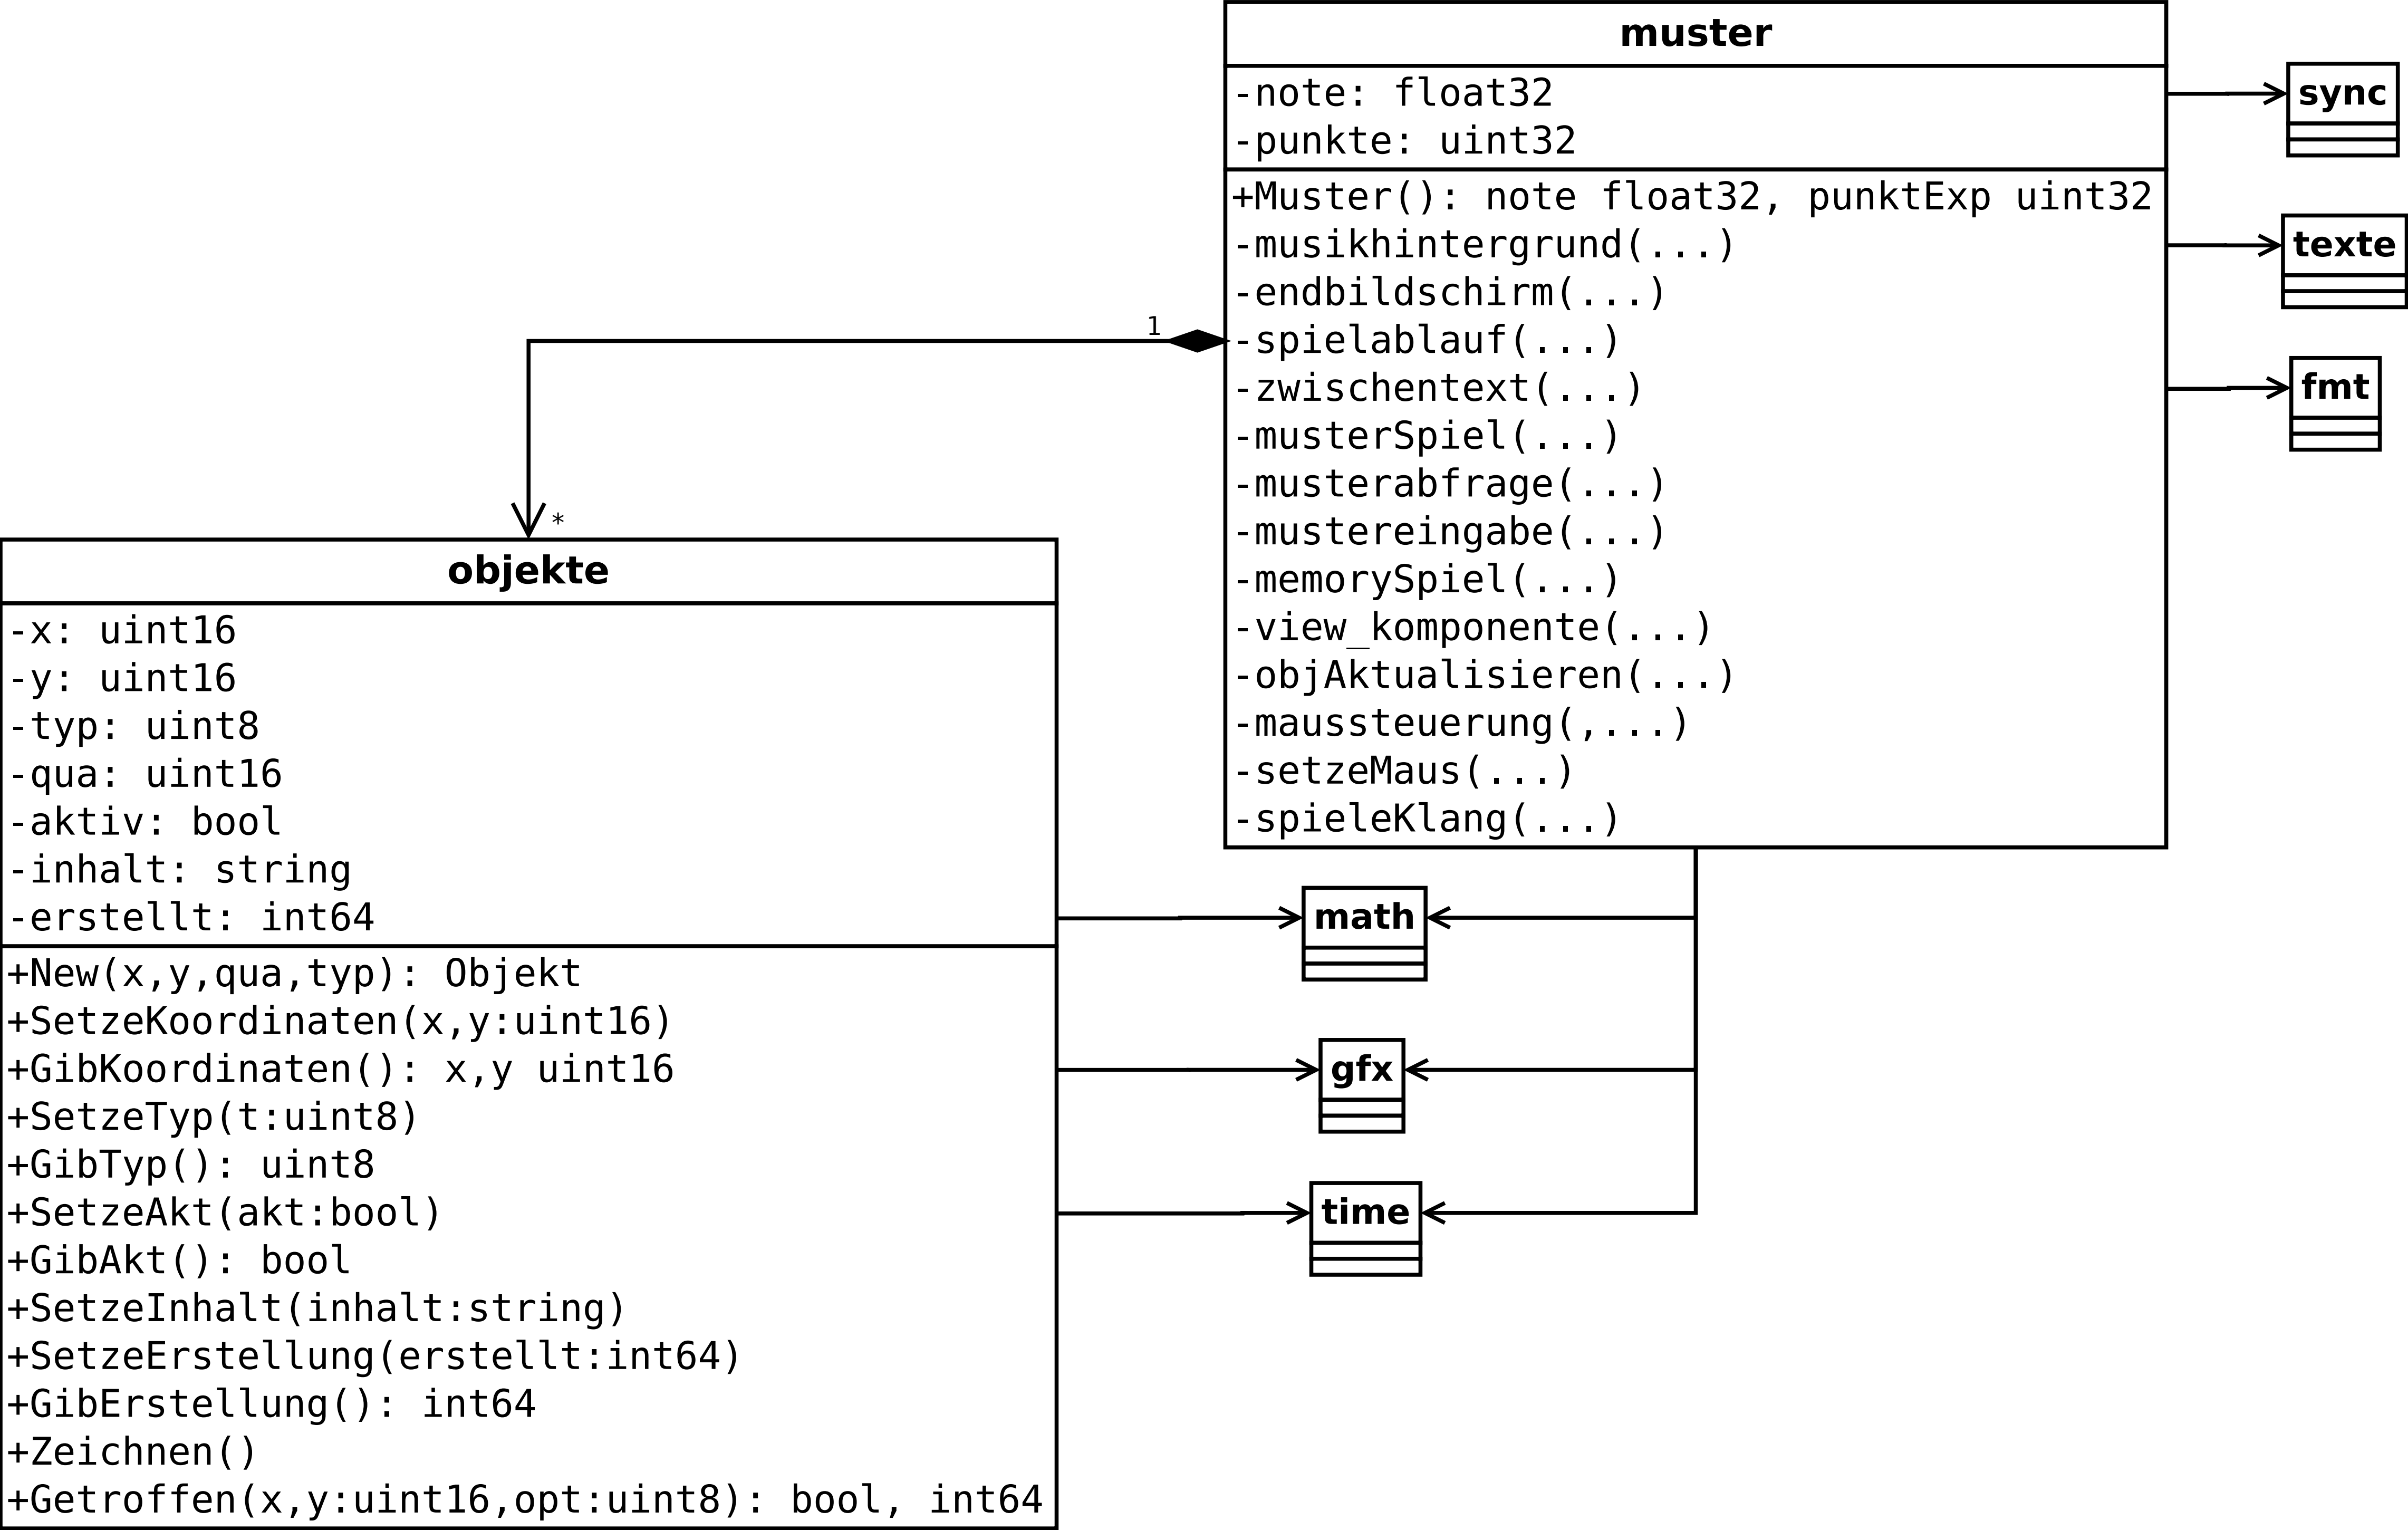 muster
-note: float32
-punkte: uint32
+Muster(): note float32, punktExp uint32
-musikhintergrund(...)
-endbildschirm(...)
-spielablauf(...)
-zwischentext(...)
-musterSpiel(...)
-musterabfrage(...)
-mustereingabe(...)
-memorySpiel(...)
-view_komponente(...)
-objAktualisieren(...)
-maussteuerung(,...)
-setzeMaus(...)
-spieleKlang(...)
sync
texte
fmt
1
*
objekte
-x: uint16
-y: uint16
-typ: uint8
-qua: uint16
-aktiv: bool
-inhalt: string
-erstellt: int64
+New(x,y,qua,typ): Objekt
+SetzeKoordinaten(x,y:uint16)
+GibKoordinaten(): x,y uint16
+SetzeTyp(t:uint8)
+GibTyp(): uint8
+SetzeAkt(akt:bool)
+GibAkt(): bool
+SetzeInhalt(inhalt:string)
+SetzeErstellung(erstellt:int64)
+GibErstellung(): int64
+Zeichnen()
+Getroffen(x,y:uint16,opt:uint8): bool, int64
math
gfx
time